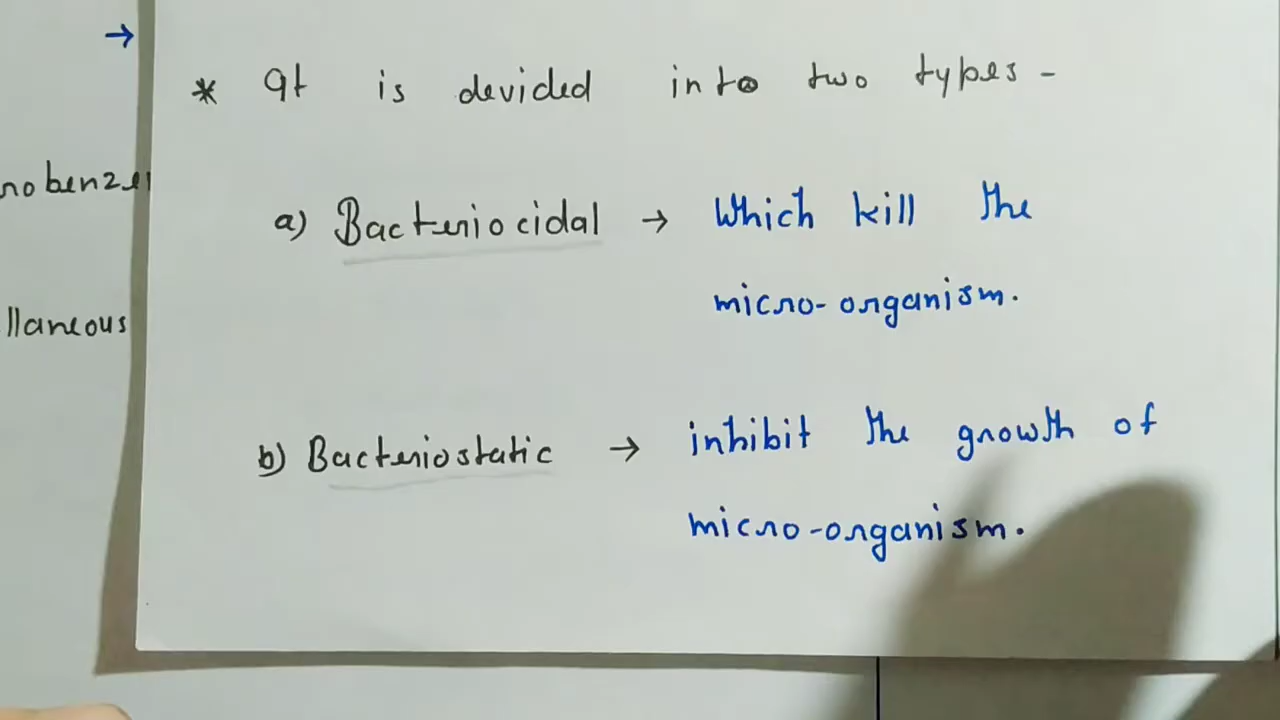 →
* It is devided into two types -
nobenze
a) Bacteriocidal → Which kill the
micro-organism.
llaneous
b) Bacteriostatic → inhibit the growth of
micro-organism.